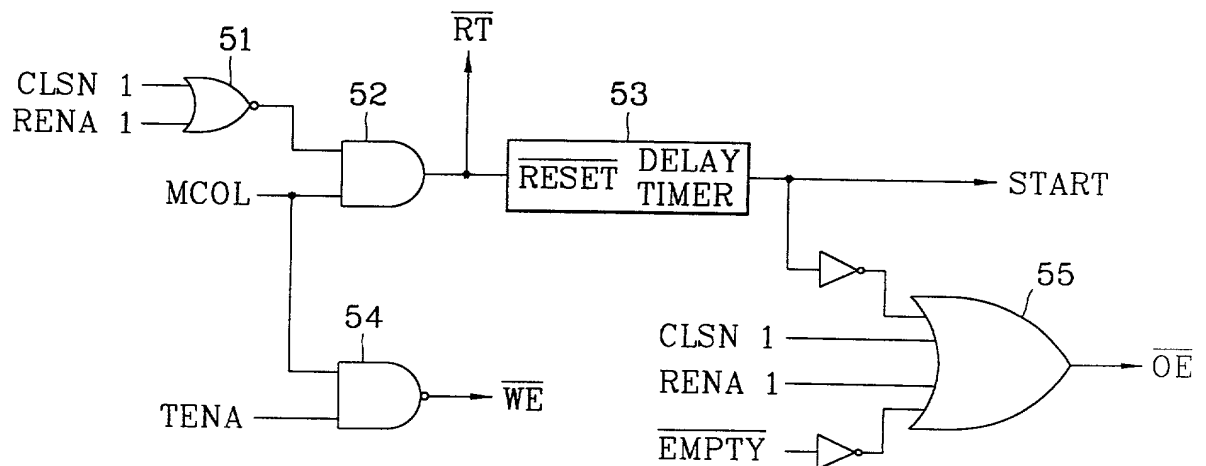 RT
51
CLSN 1
RENA 1
52
53
RESET DELAY TIMER
START
MCOL
54
TENA
WE
55
CLSN 1
RENA 1
EMPTY
OE